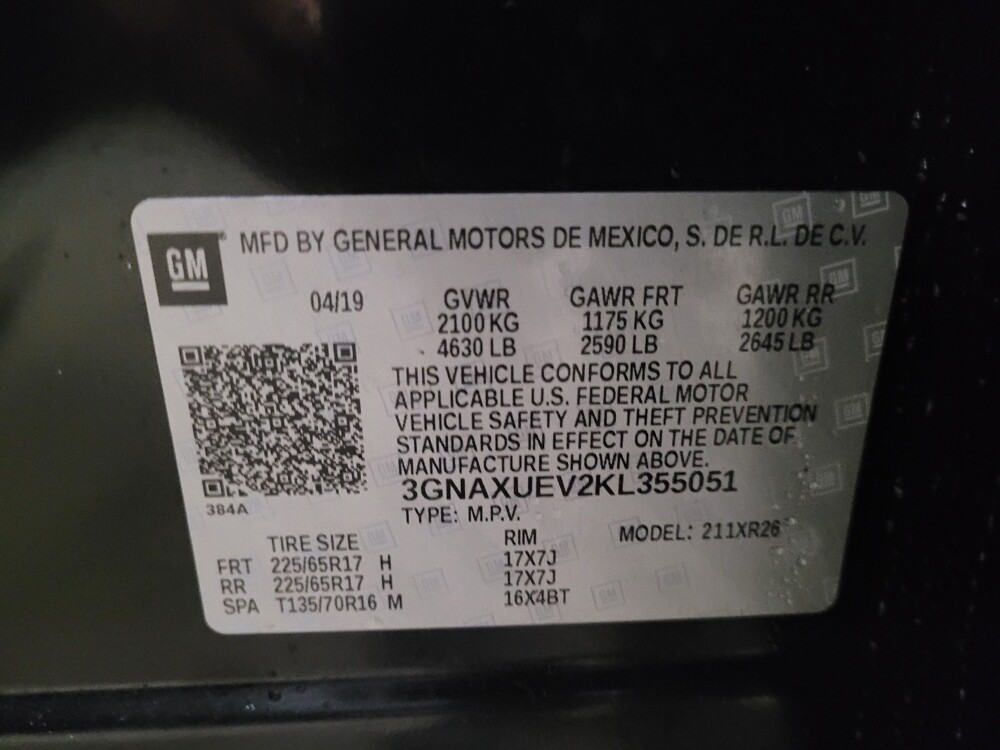 GM
MFD BY GENERAL MOTORS DE MEXICO, S. DE R.L. DE C.V.
04/19 GVWR GAWR FRT GAWR RR
2100 KG 1175 KG 1200 KG
4630 LB 2590 LB 2645 LB
THIS VEHICLE CONFORMS TO ALL
APPLICABLE U.S. FEDERAL MOTOR
VEHICLE SAFETY AND THEFT PREVENTION
STANDARDS IN EFFECT ON THE DATE OF
MANUFACTURE SHOWN ABOVE.
3GNAXUEV2KL355051
384A
TYPE: M.P.V.
MODEL: 211XR26
TIRE SIZE RIM
FRT 225/65R17 H 17X7J
RR 225/65R17 H 17X7J
SPA T135/70R16 M 16X4BT